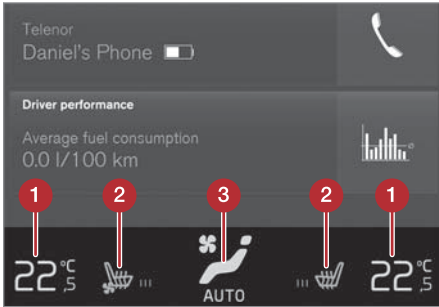 Telenor
Daniel's Phone
Driver performance
Average fuel consumption
0.0 l/100 km
1
2
3
2
1
22 °C ,5
AUTO
22 °C ,5